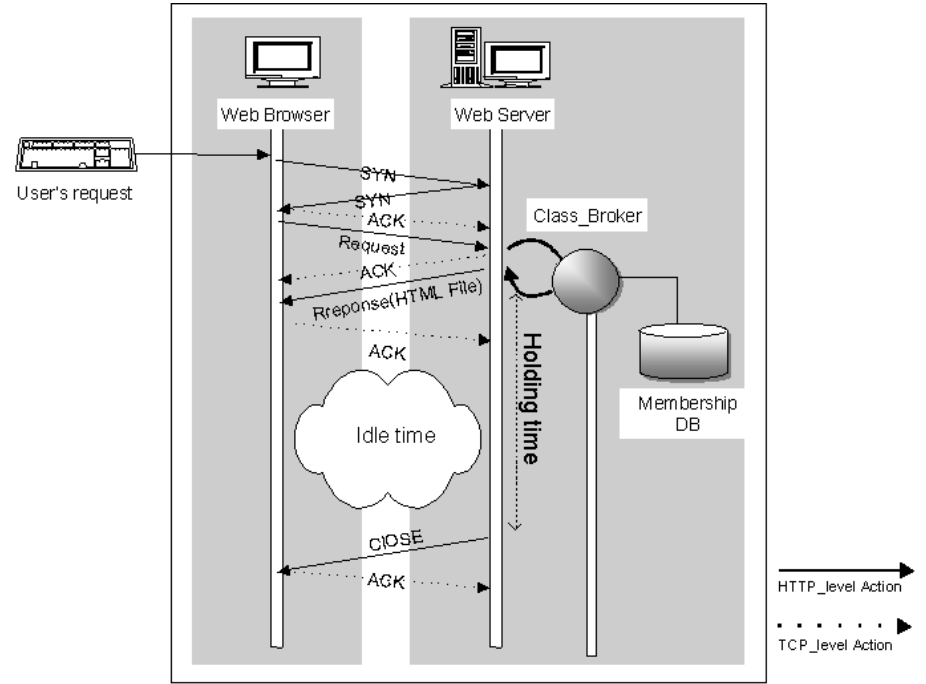 Web Browser
Web Server
User's request
SYN
SYN
ACK
Class_Broker
Request
ACK
Rreponse(HTML File)
ACK
Holding time
Membership
DB
Idle time
ClOSE
ACK
HTTP_level Action
TCP_level Action